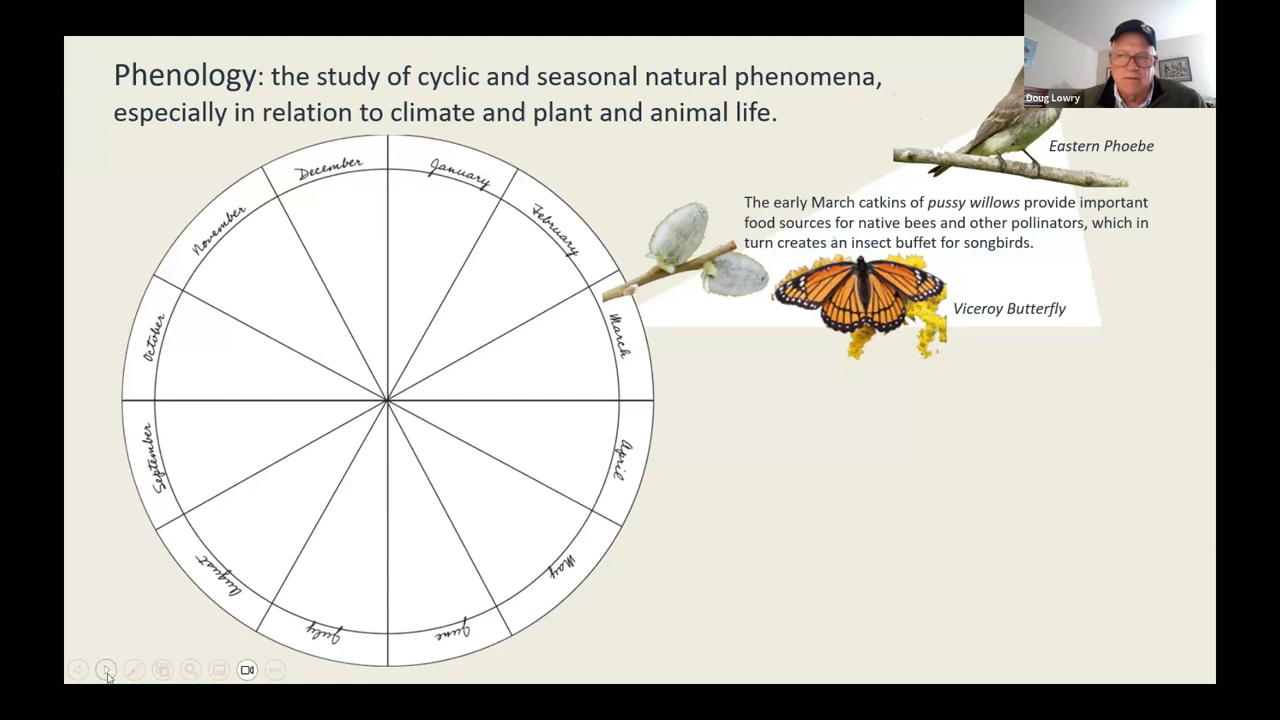 Phenology: the study of cyclic and seasonal natural phenomena,
especially in relation to climate and plant and animal life.
Doug Lowry
Eastern Phoebe
The early March catkins of pussy willows provide important
food sources for native bees and other pollinators, which in
turn creates an insect buffet for songbirds.
Viceroy Butterfly
January
February
March
April
May
June
July
August
September
October
November
December